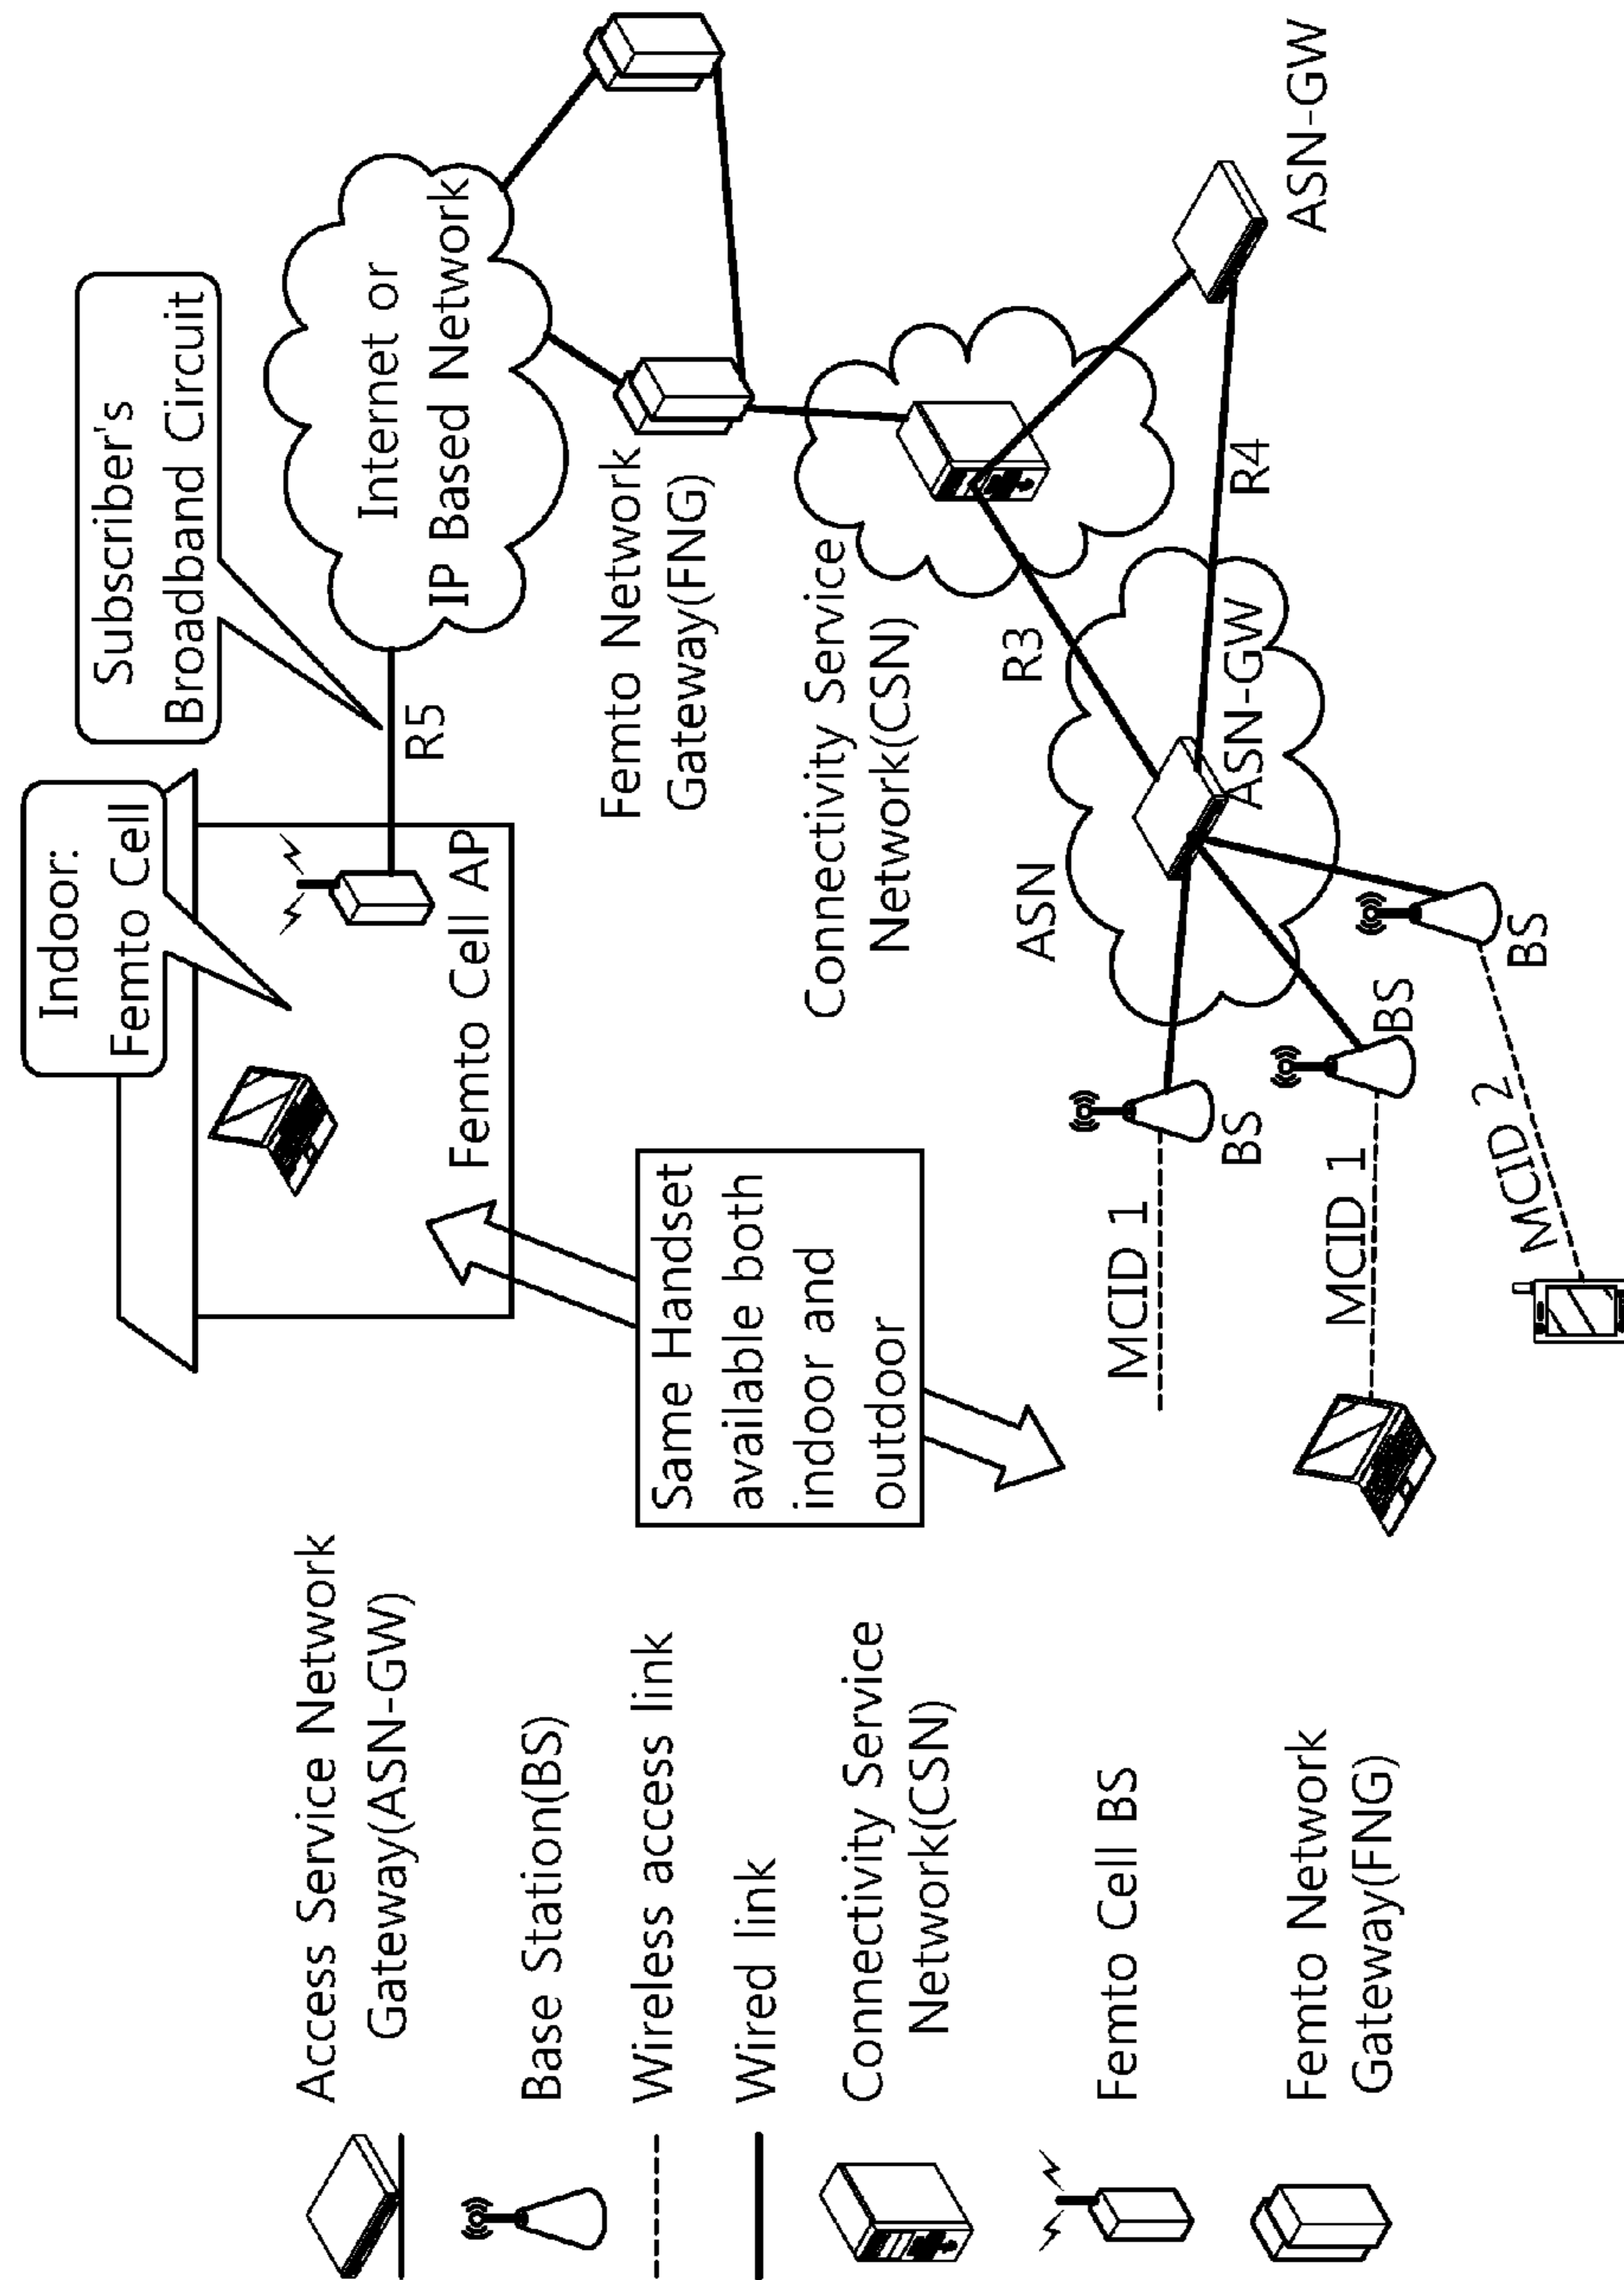 Access Service Network
Gateway(ASN-GW)
Base Station(BS)
Wireless access link
Wired link
Connectivity Service
Network(CSN)
Femto Cell BS
Femto Network
Gateway(FNG)
Indoor:
Femto Cell
Subscriber's
Broadband Circuit
Femto Cell AP
R5
Internet or
IP Based Network
Same Handset
available both
indoor and
outdoor
Femto Network
Gateway(FNG)
Connectivity Service
Network(CSN)
R3
ASN
ASN-GW
R4
ASN-GW
MCID 1
BS
MCID 1
BS
MCID 2
BS